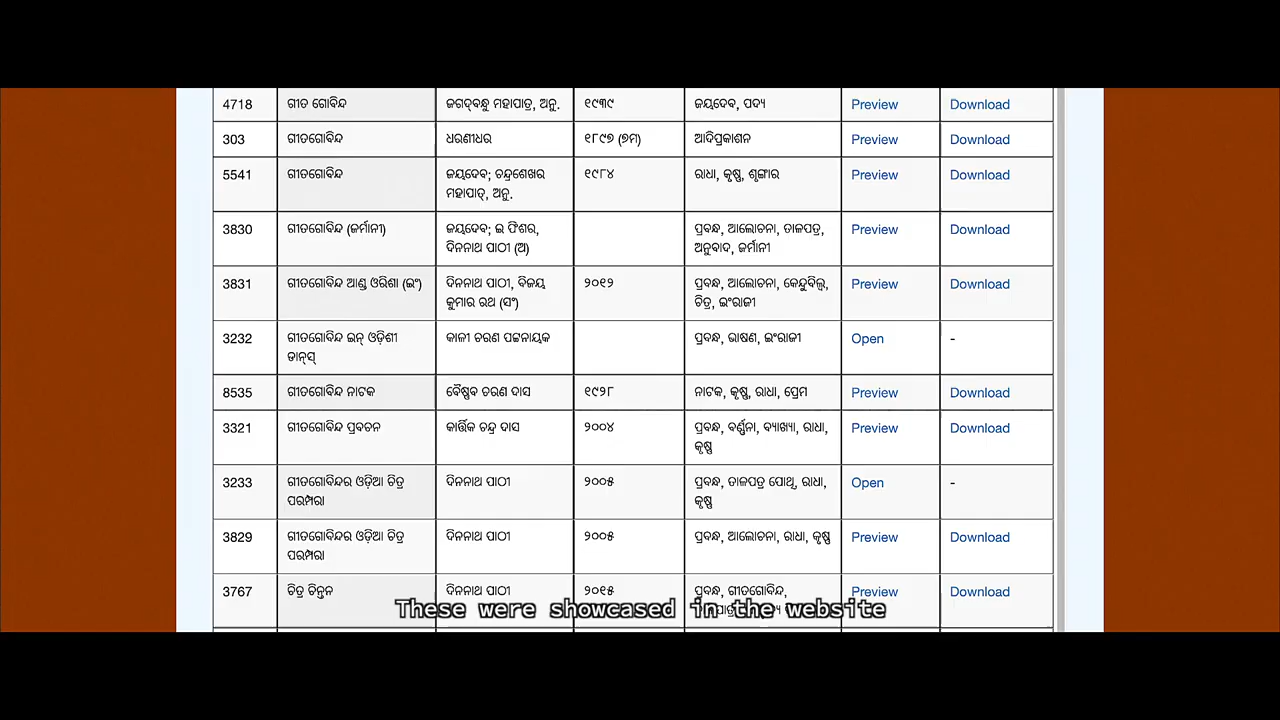 4718 ଗୀତ ଗୋବିନ୍ଦ ଜଗଦ୍‌ବନ୍ଧୁ ମହାପାତ୍ର, ଅନୁ. ୧୯୩୯ ଜୟଦେବ, ପଦ୍ୟ Preview Download
303 ଗୀତଗୋବିନ୍ଦ ଧରଣୀଧର ୧୮୯୭ (୭ମ) ଆଦିପ୍ରକାଶନ Preview Download
5541 ଗୀତଗୋବିନ୍ଦ ଜୟଦେବ; ଚନ୍ଦ୍ରଶେଖର ୧୯୮୪ ରାଧା, କୃଷ୍ଣ, ଶୃଙ୍ଗାର Preview Download
ମହାପାତ୍, ଅନୁ.
3830 ଗୀତଗୋବିନ୍ଦ (ଜର୍ମାନୀ) ଜୟଦେବ; ଇ ଫିଶର, ପ୍ରବନ୍ଧ, ଆଲୋଚନା, ତାଳପତ୍ର, Preview Download
ଦିନନାଥ ପାଠୀ (ଅ) ଅନୁବାଦ, ଜର୍ମାନୀ
3831 ଗୀତଗୋବିନ୍ଦ ଆଣ୍ଡ ଓରିଶା (ଇଂ) ଦିନନାଥ ପାଠୀ, ବିଜୟ ୨୦୧୨ ପ୍ରବନ୍ଧ, ଆଲୋଚନା, କେନ୍ଦୁବିଲ୍ୱ, Preview Download
କୁମାର ରଥ (ସଂ) ଚିତ୍ର, ଇଂରାଜୀ
3232 ଗୀତଗୋବିନ୍ଦ ଇନ୍ ଓଡ଼ିଶୀ କାଳୀ ଚରଣ ପଟ୍ଟନାୟକ ପ୍ରବନ୍ଧ, ଭାଷଣ, ଇଂରାଜୀ Open -
ଡାନ୍‌ସ୍
8535 ଗୀତଗୋବିନ୍ଦ ନାଟକ ବୈଷ୍ଣବ ଚରଣ ଦାସ ୧୯୨୮ ନାଟକ, କୃଷ୍ଣ, ରାଧା, ପ୍ରେମ Preview Download
3321 ଗୀତଗୋବିନ୍ଦ ପ୍ରବଚନ କାର୍ତ୍ତିକ ଚନ୍ଦ୍ର ଦାସ ୨୦୦୪ ପ୍ରବନ୍ଧ, ବର୍ଣ୍ଣନା, ବ୍ୟାଖ୍ୟା, ରାଧା, Preview Download
କୃଷ୍ଣ
3233 ଗୀତଗୋବିନ୍ଦର ଓଡ଼ିଆ ଚିତ୍ର ଦିନନାଥ ପାଠୀ ୨୦୦୫ ପ୍ରବନ୍ଧ, ତାଳପତ୍ର ପୋଥି, ରାଧା, Open -
ପରମ୍ପରା କୃଷ୍ଣ
3829 ଗୀତଗୋବିନ୍ଦର ଓଡ଼ିଆ ଚିତ୍ର ଦିନନାଥ ପାଠୀ ୨୦୦୫ ପ୍ରବନ୍ଧ, ଆଲୋଚନା, ରାଧା, କୃଷ୍ଣ Preview Download
ପରମ୍ପରା
3767 ଚିତ୍ର ଚିନ୍ତନ ଦିନନାଥ ପାଠୀ ୨୦୧୫ ପ୍ରବନ୍ଧ, ଗୀତଗୋବିନ୍ଦ, Preview Download
These were showcased in the website